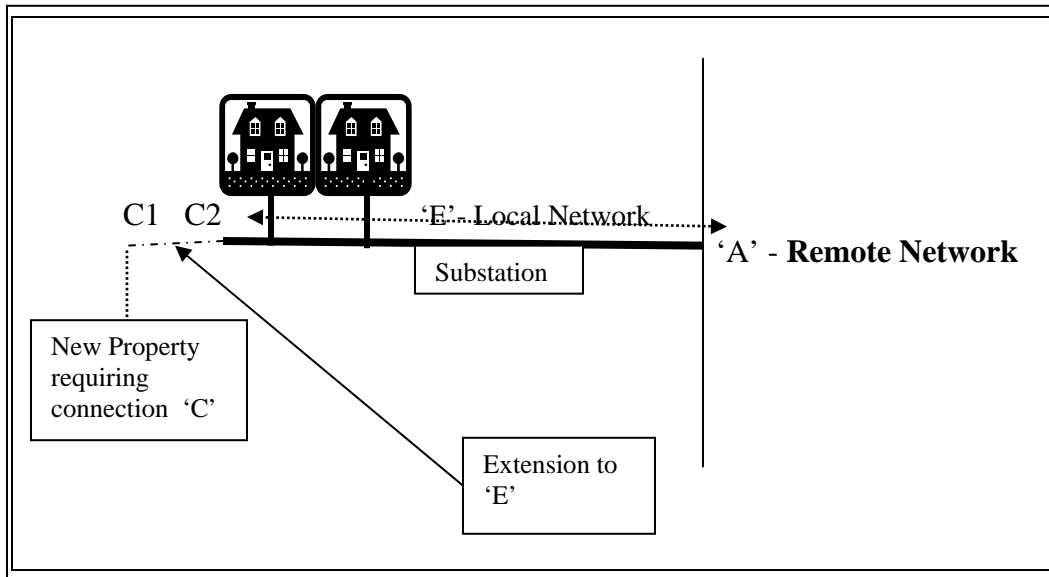 C1 C2 ‘E’- Local Network
‘A’ - Remote Network
Substation
New Property
requiring
connection ‘C’
Extension to
‘E’